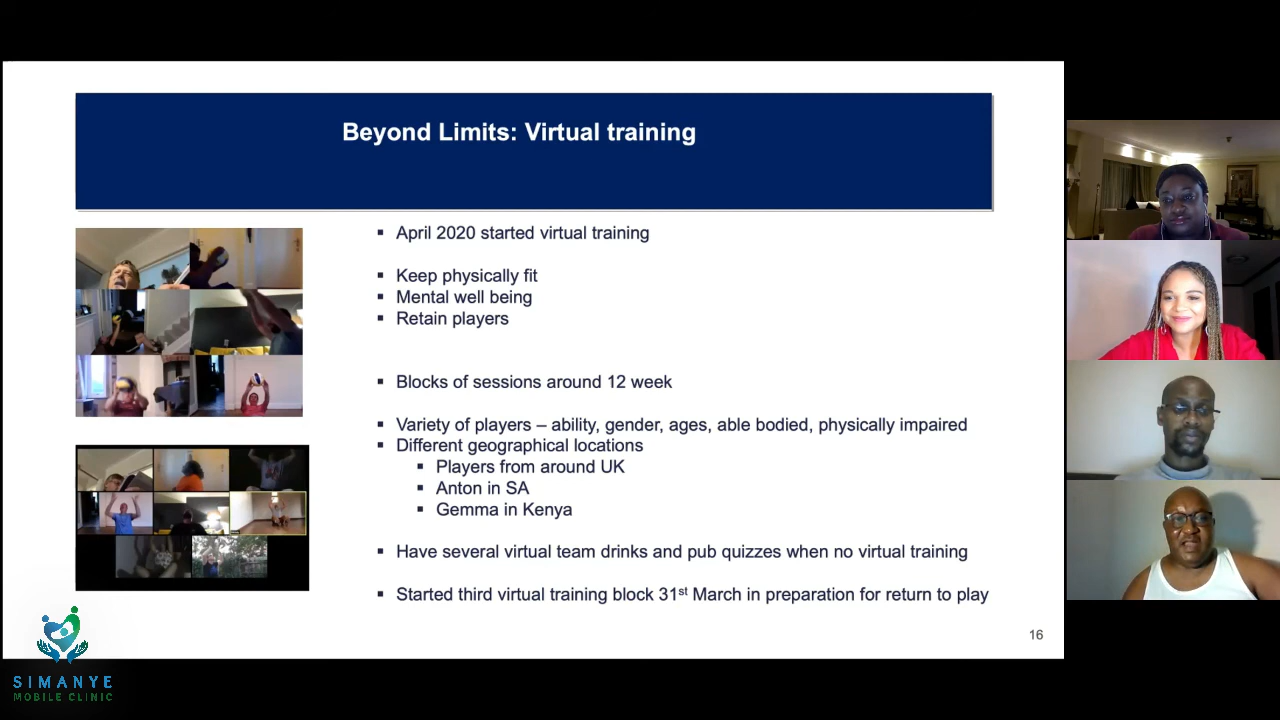 Beyond Limits: Virtual training
April 2020 started virtual training
Keep physically fit
Mental well being
Retain players
Blocks of sessions around 12 week
Variety of players – ability, gender, ages, able bodied, physically impaired
Different geographical locations
Players from around UK
Anton in SA
Gemma in Kenya
Have several virtual team drinks and pub quizzes when no virtual training
Started third virtual training block 31st March in preparation for return to play
16
SIMANYE
MOBILE CLINIC